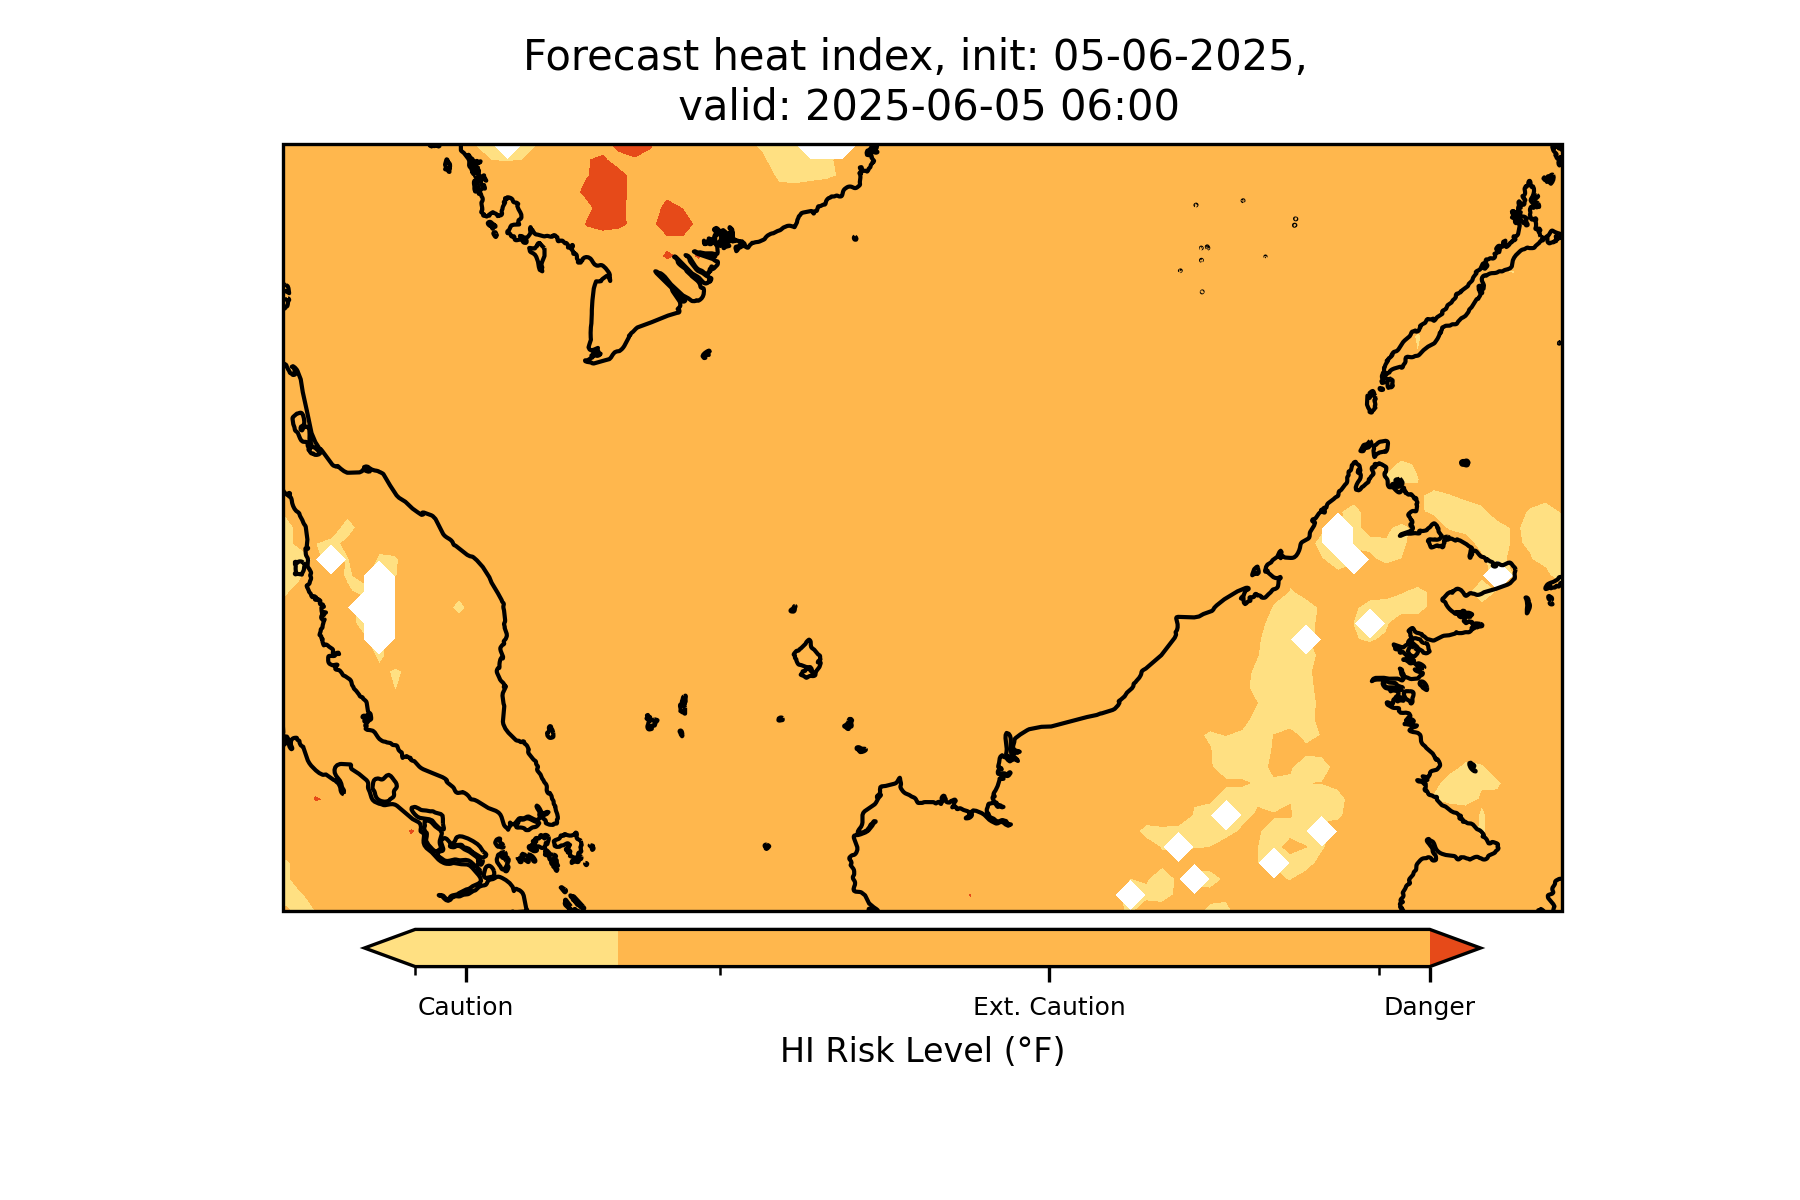 Forecast heat index, init: 05-06-2025,
valid: 2025-06-05 06:00
Caution
Ext. Caution
Danger
HI Risk Level (°F)